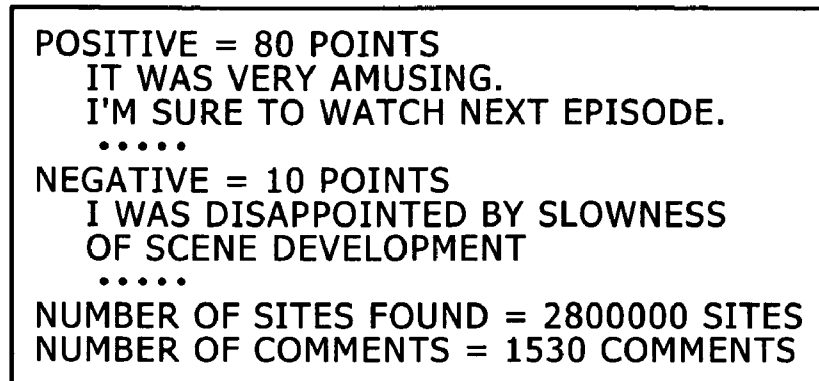 POSITIVE = 80 POINTS
IT WAS VERY AMUSING.
I'M SURE TO WATCH NEXT EPISODE.
•••••
NEGATIVE = 10 POINTS
I WAS DISAPPOINTED BY SLOWNESS
OF SCENE DEVELOPMENT
•••••
NUMBER OF SITES FOUND = 2800000 SITES
NUMBER OF COMMENTS = 1530 COMMENTS